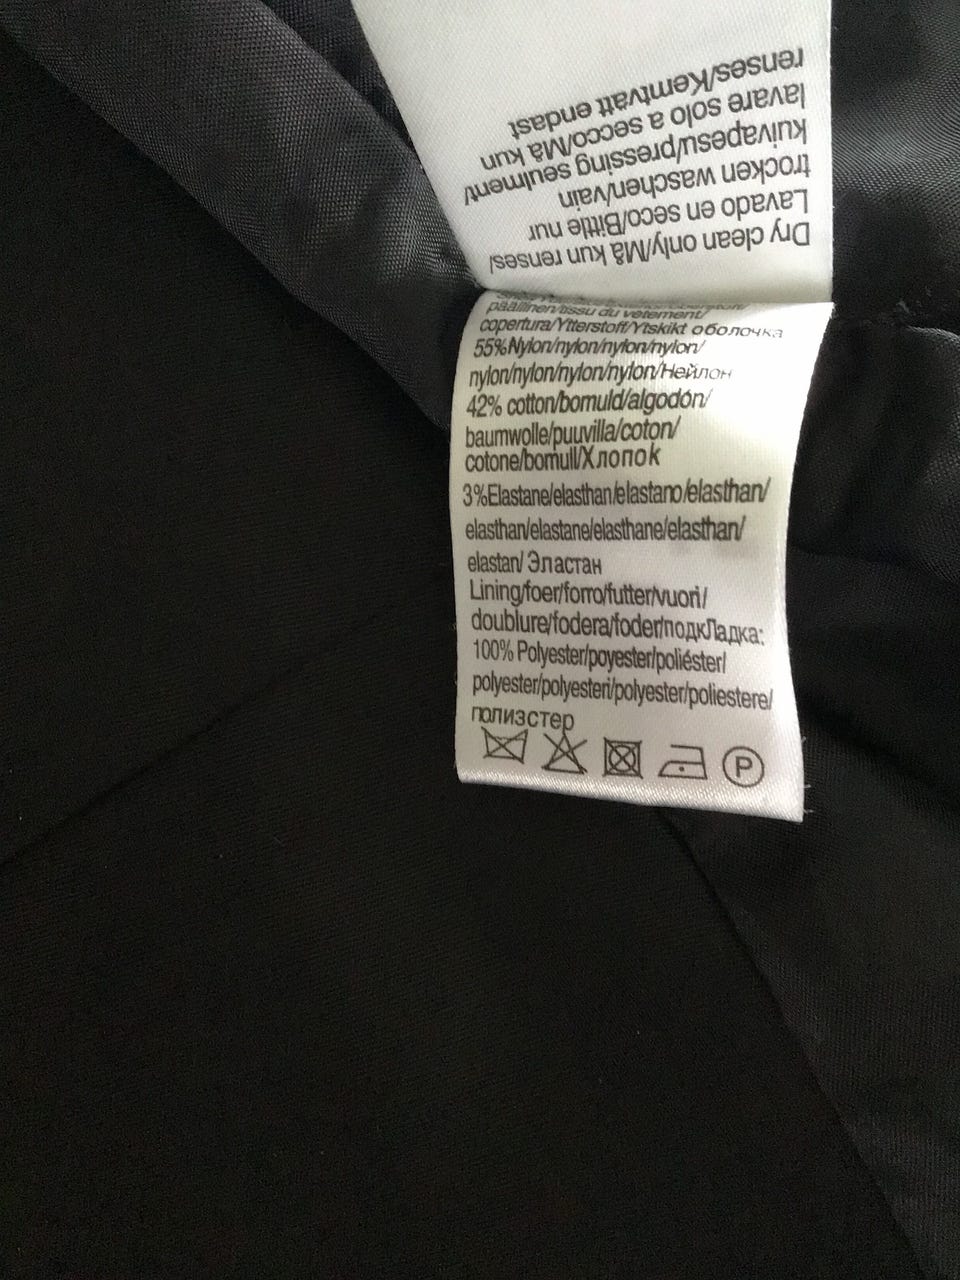 Dry clean only/Må kun renses/
Lavado en seco/Bittle nur
trocken waschen/vain
kuivapesu/pressing seulment/
lavare solo a secco/Må kun
renses/Kemtvätt endast
päällinen/tissu du vetement/
copertura/Ytterstoff/Ytskikt оболочка
55%Nylon/nylon/nylon/nylon/
nylon/nylon/nylon/nylon/Нейлон
42% cotton/bomuld/algodón/
baumwolle/puuvilla/coton/
cotone/bomull/Хлопок
3%Elastane/elasthan/elastano/elasthan/
elasthan/elastane/elasthane/elasthan/
elastan/ Эластан
Lining/foer/forro/futter/vuori/
doublure/fodera/foder/подкЛадка:
100% Polyester/poyester/poliéster/
polyester/polyesteri/polyester/poliestere/
полизстер
P